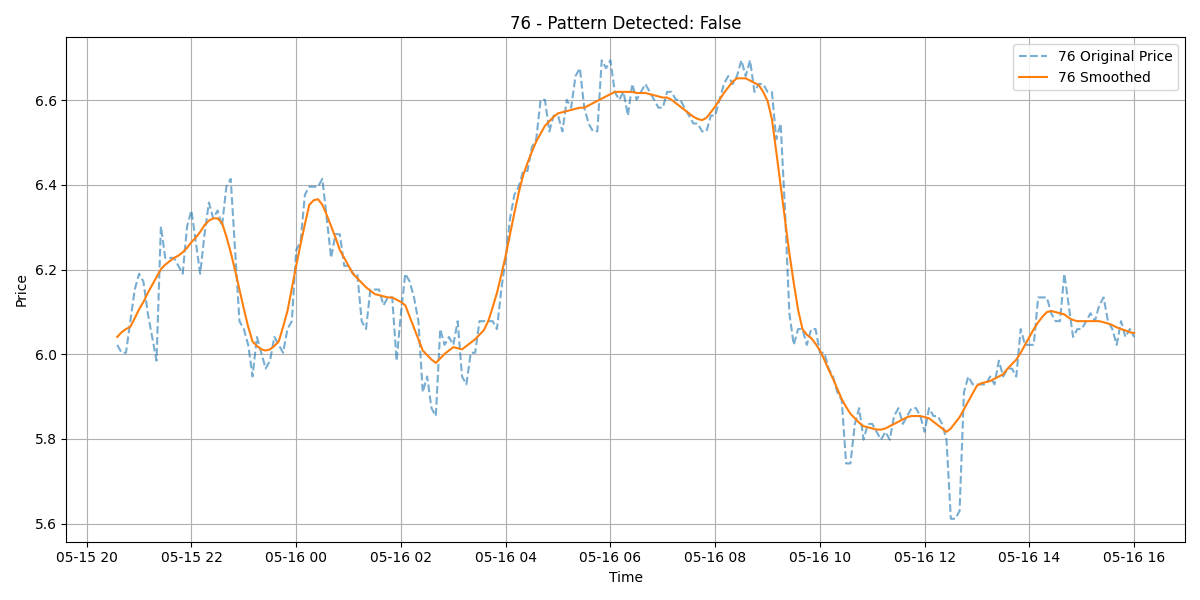 76 - Pattern Detected: False
76 Original Price
76 Smoothed
Price
6.6
6.4
6.2
6.0
5.8
5.6
05-15 20 05-15 22 05-16 00 05-16 02 05-16 04 05-16 06 05-16 08 05-16 10 05-16 12 05-16 14 05-16 16
Time